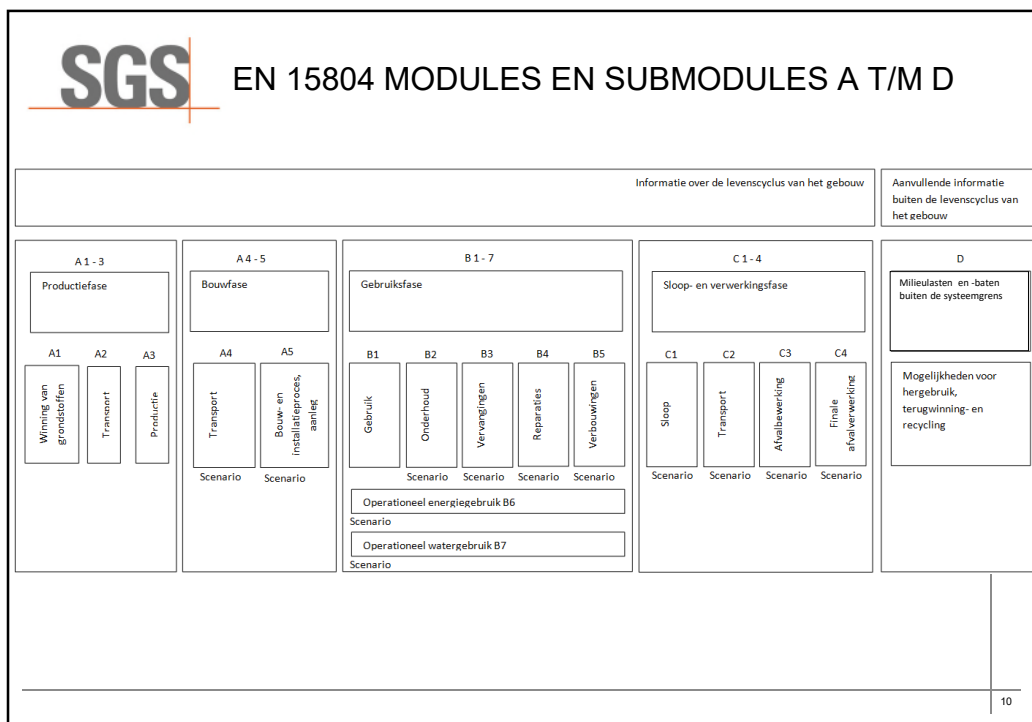 SGS
EN 15804 MODULES EN SUBMODULES A T/M D
Informatie over de levenscyclus van het gebouw
Aanvullende informatie
buiten de levenscyclus van
het gebouw
A 1 - 3
Productiefase
A1
A2
A3
Winning van
grondstoffen
Transport
Productie
A 4 - 5
Bouwfase
A4
A5
Transport
Bouw- en
installatieproces,
aanleg
Scenario
Scenario
B 1 - 7
Gebruiksfase
B1
B2
B3
B4
B5
Gebruik
Onderhoud
Vervangingen
Reparaties
Verbouwingen
Scenario
Scenario
Scenario
Scenario
Operationeel energiegebruik B6
Scenario
Operationeel watergebruik B7
Scenario
C 1 - 4
Sloop- en verwerkingsfase
C1
C2
C3
C4
Sloop
Transport
Afvalbewerking
Finale
afvalverwerking
Scenario
Scenario
Scenario
Scenario
D
Milieulasten en -baten
buiten de systeemgrens
Mogelijkheden voor
hergebruik,
terugwinning- en
recycling
10